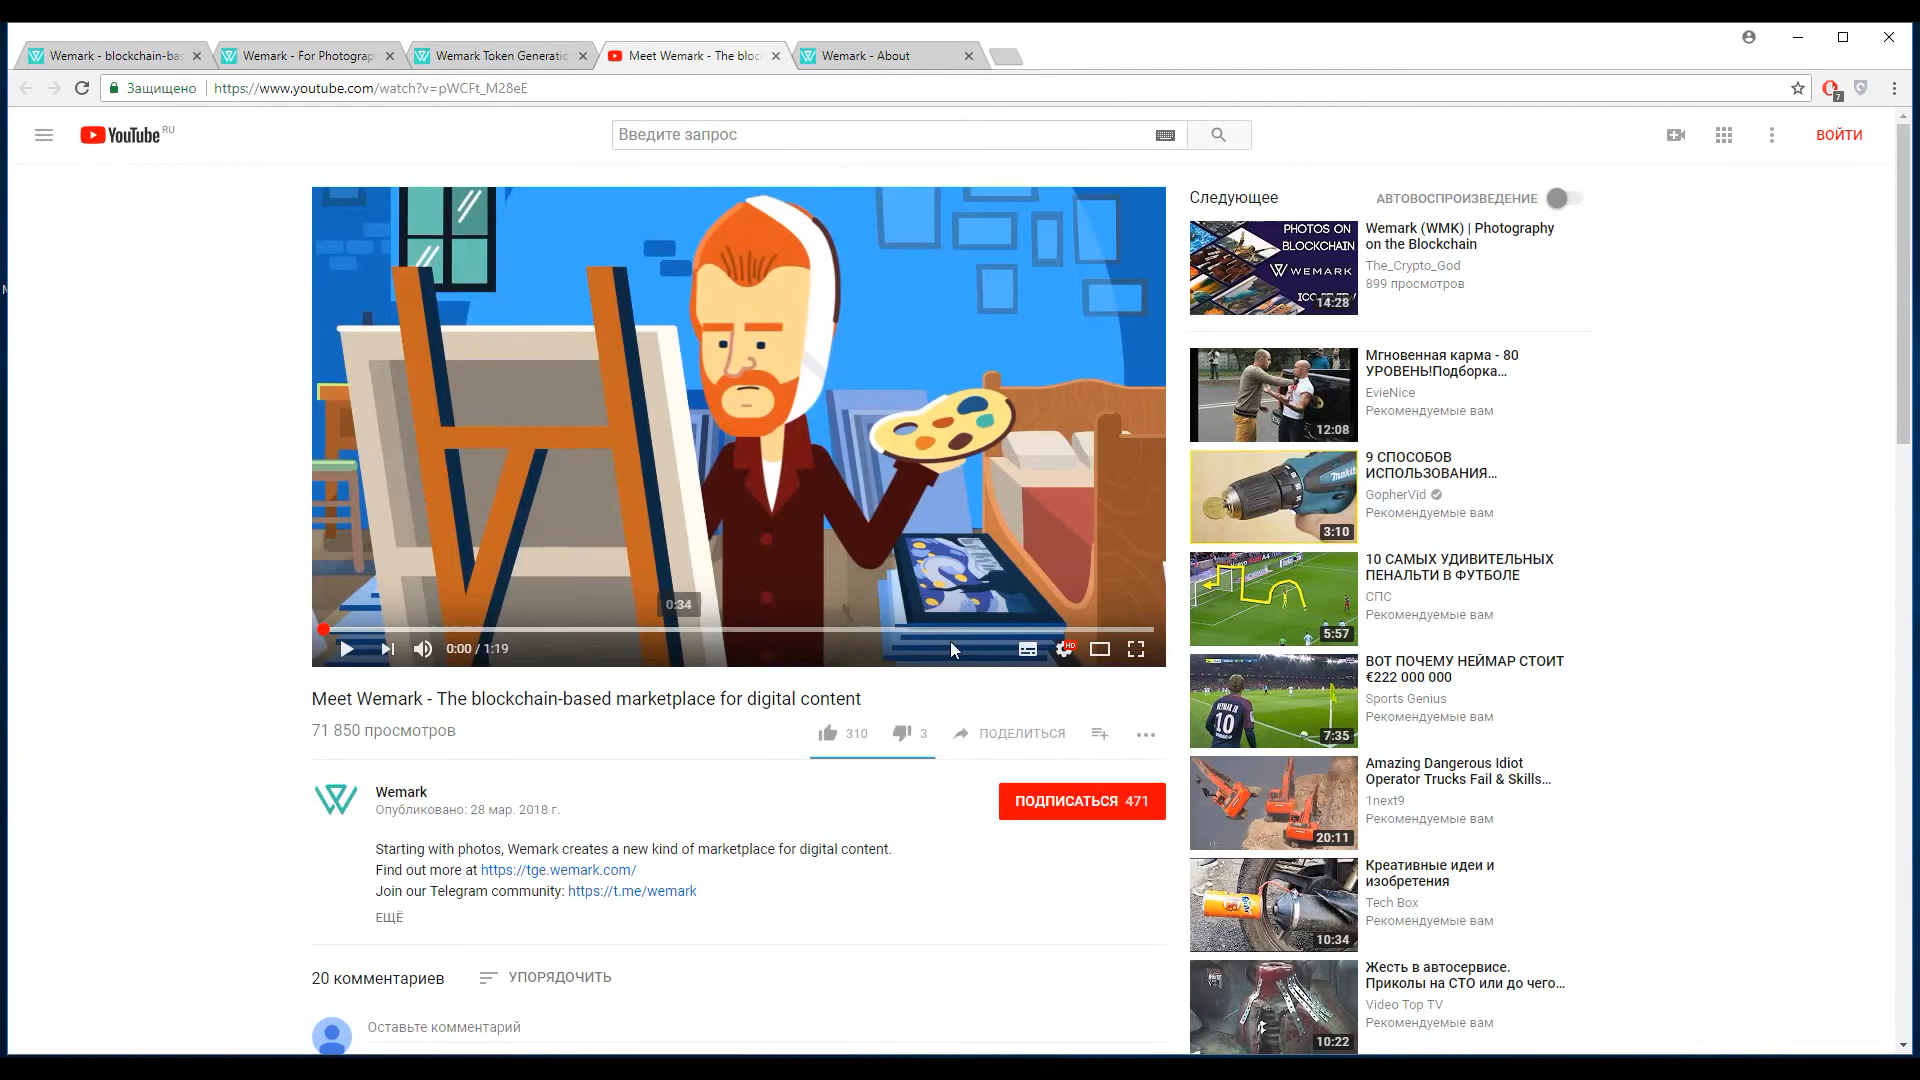 Wemark - blockchain-bas
Wemark - For Photograp
Wemark Token Generatio
Meet Wemark - The bloc
Wemark - About
Защищено
https://www.youtube.com/watch?v=pWCFt_M28eE
7
YouTube RU
Введите запрос
ВОЙТИ
0:34
0:00 / 1:19
HD
Meet Wemark - The blockchain-based marketplace for digital content
71 850 просмотров
310
3
ПОДЕЛИТЬСЯ
Wemark
Опубликовано: 28 мар. 2018 г.
ПОДПИСАТЬСЯ 471
Starting with photos, Wemark creates a new kind of marketplace for digital content.
Find out more at https://tge.wemark.com/
Join our Telegram community: https://t.me/wemark
ЕЩЁ
20 комментариев
УПОРЯДОЧИТЬ
Оставьте комментарий
Следующее
АВТОВОСПРОИЗВЕДЕНИЕ
PHOTOS ON
BLOCKCHAIN
WEMARK
14:28
Wemark (WMK) | Photography
on the Blockchain
The_Crypto_God
899 просмотров
12:08
Мгновенная карма - 80
УРОВЕНЬ!Подборка...
EvieNice
Рекомендуемые вам
makita
3:10
9 СПОСОБОВ
ИСПОЛЬЗОВАНИЯ...
GopherVid
Рекомендуемые вам
5:57
10 САМЫХ УДИВИТЕЛЬНЫХ
ПЕНАЛЬТИ В ФУТБОЛЕ
СПС
Рекомендуемые вам
NEYMAR JR
10
7:35
ВОТ ПОЧЕМУ НЕЙМАР СТОИТ
€222 000 000
Sports Genius
Рекомендуемые вам
20:11
Amazing Dangerous Idiot
Operator Trucks Fail & Skills...
1next9
Рекомендуемые вам
10:34
Креативные идеи и
изобретения
Tech Box
Рекомендуемые вам
10:22
Жесть в автосервисе.
Приколы на СТО или до чего...
Video Top TV
Рекомендуемые вам